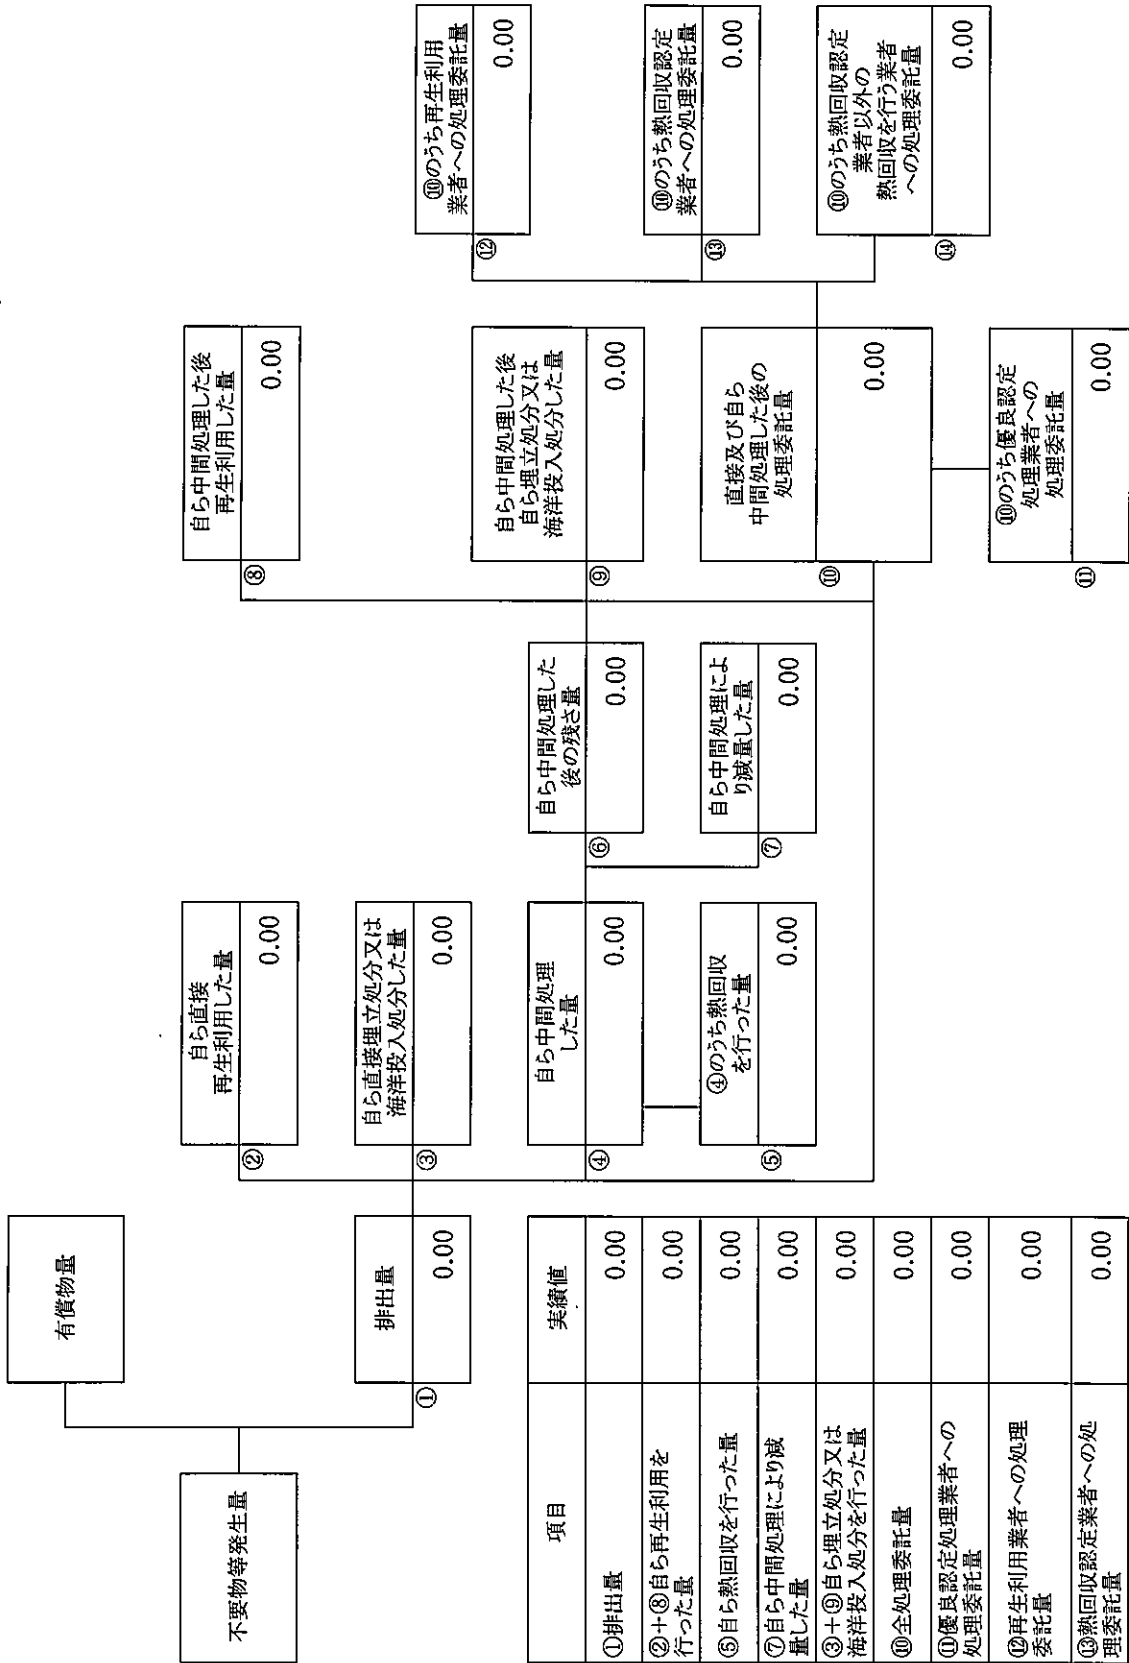 不要物等発生量
有償物量
①
排出量
0.00
②
自ら直接
再生利用した量
0.00
③
自ら直接埋立処分又は
海洋投入処分した量
0.00
④
自ら中間処理
した量
0.00
⑤
④のうち熱回収
を行った量
0.00
⑥
自ら中間処理した
後の残さ量
0.00
⑦
自ら中間処理によ
り減量した量
0.00
⑧
自ら中間処理した後
再生利用した量
0.00
⑨
自ら中間処理した後
自ら埋立処分又は
海洋投入処分した量
0.00
⑩
直接及び自ら
中間処理した後の
処理委託量
0.00
⑪
⑩のうち優良認定
処理業者への
処理委託量
0.00
⑫
⑩のうち再生利用
業者への処理委託量
0.00
⑬
⑩のうち熱回収認定
業者への処理委託量
0.00
⑭
⑩のうち熱回収認定
業者以外の
熱回収を行う業者
への処理委託量
0.00
項目 実績値
①排出量 0.00
②+⑧自ら再生利用を
行った量 0.00
⑤自ら熱回収を行った量 0.00
⑦自ら中間処理により減
量した量 0.00
③+⑨自ら埋立処分又は
海洋投入処分を行った量 0.00
⑩全処理委託量 0.00
⑪優良認定処理業者への
処理委託量 0.00
⑫再生利用業者への処理
委託量 0.00
⑬熱回収認定業者への処
理委託量 0.00